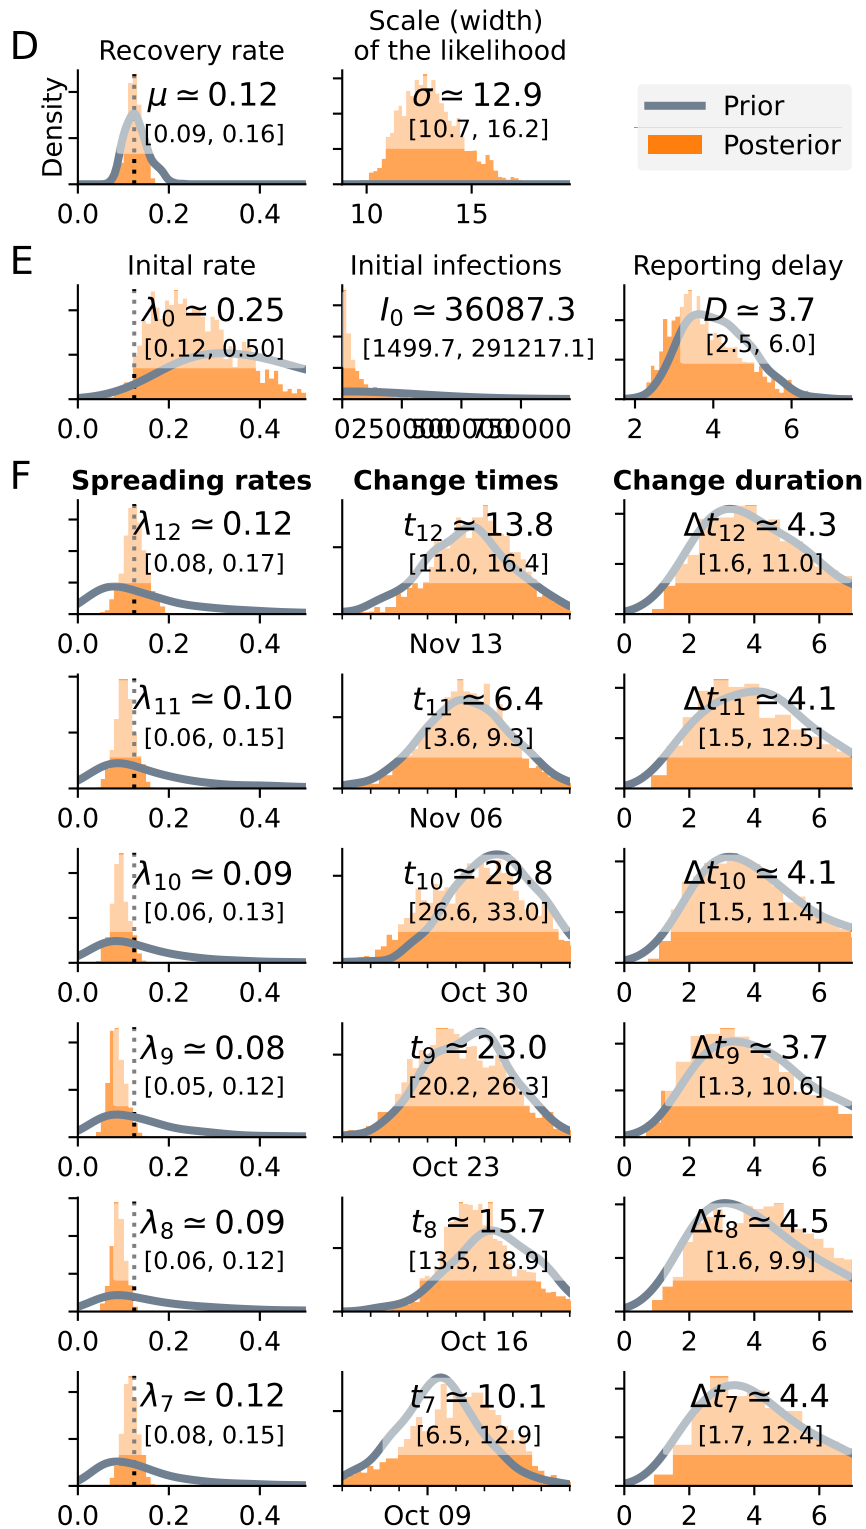 D
Recovery rate
Scale (width)
of the likelihood
Density
μ ≃ 0.12
[0.09, 0.16]
0.0 0.2 0.4
σ ≃ 12.9
[10.7, 16.2]
10 15
Prior
Posterior
E
Inital rate
λ0 ≃ 0.25
[0.12, 0.50]
0.0 0.2 0.4
Initial infections
I0 ≃ 36087.3
[1499.7, 291217.1]
0 250000 500000 750000
Reporting delay
D ≃ 3.7
[2.5, 6.0]
2 4 6
F
Spreading rates Change times Change duration
λ12 ≃ 0.12
[0.08, 0.17]
0.0 0.2 0.4
t12 ≃ 13.8
[11.0, 16.4]
Nov 13
Δt12 ≃ 4.3
[1.6, 11.0]
0 2 4 6
λ11 ≃ 0.10
[0.06, 0.15]
0.0 0.2 0.4
t11 ≃ 6.4
[3.6, 9.3]
Nov 06
Δt11 ≃ 4.1
[1.5, 12.5]
0 2 4 6
λ10 ≃ 0.09
[0.06, 0.13]
0.0 0.2 0.4
t10 ≃ 29.8
[26.6, 33.0]
Oct 30
Δt10 ≃ 4.1
[1.5, 11.4]
0 2 4 6
λ9 ≃ 0.08
[0.05, 0.12]
0.0 0.2 0.4
t9 ≃ 23.0
[20.2, 26.3]
Oct 23
Δt9 ≃ 3.7
[1.3, 10.6]
0 2 4 6
λ8 ≃ 0.09
[0.06, 0.12]
0.0 0.2 0.4
t8 ≃ 15.7
[13.5, 18.9]
Oct 16
Δt8 ≃ 4.5
[1.6, 9.9]
0 2 4 6
λ7 ≃ 0.12
[0.08, 0.15]
0.0 0.2 0.4
t7 ≃ 10.1
[6.5, 12.9]
Oct 09
Δt7 ≃ 4.4
[1.7, 12.4]
0 2 4 6